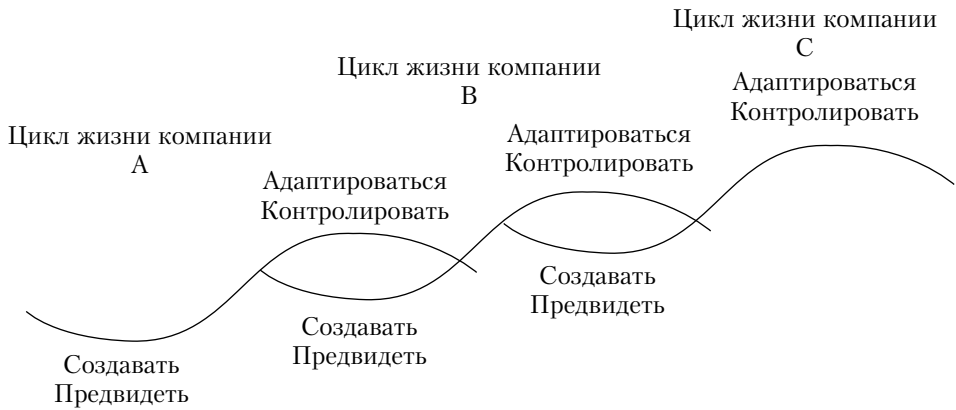 Цикл жизни компании
С
Цикл жизни компании
В
Адаптироваться
Контролировать
Цикл жизни компании
А
Адаптироваться
Контролировать
Адаптироваться
Контролировать
Создавать
Предвидеть
Создавать
Предвидеть
Создавать
Предвидеть